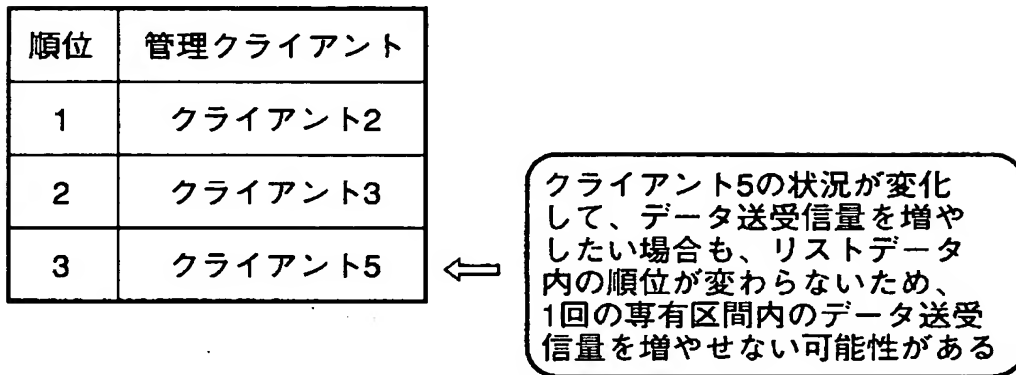 順位 管理クライアント
1 クライアント2
2 クライアント3
3 クライアント5
クライアント5の状況が変化
して、データ送受信量を増や
したい場合も、リストデータ
内の順位が変わらないため、
1回の専有区間内のデータ送受
信量を増やせない可能性がある